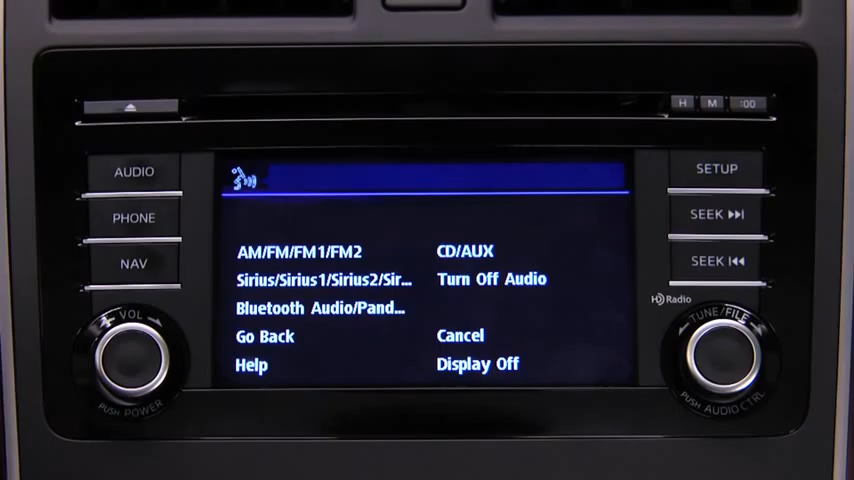 H M :00
AUDIO
PHONE
NAV
VOL
PUSH POWER
AM/FM/FM1/FM2
CD/AUX
Sirius/Sirius1/Sirius2/Sir...
Turn Off Audio
Bluetooth Audio/Pand...
Go Back
Cancel
Help
Display Off
SETUP
SEEK
SEEK
HD Radio
TUNE/FILE
PUSH AUDIO CTRL